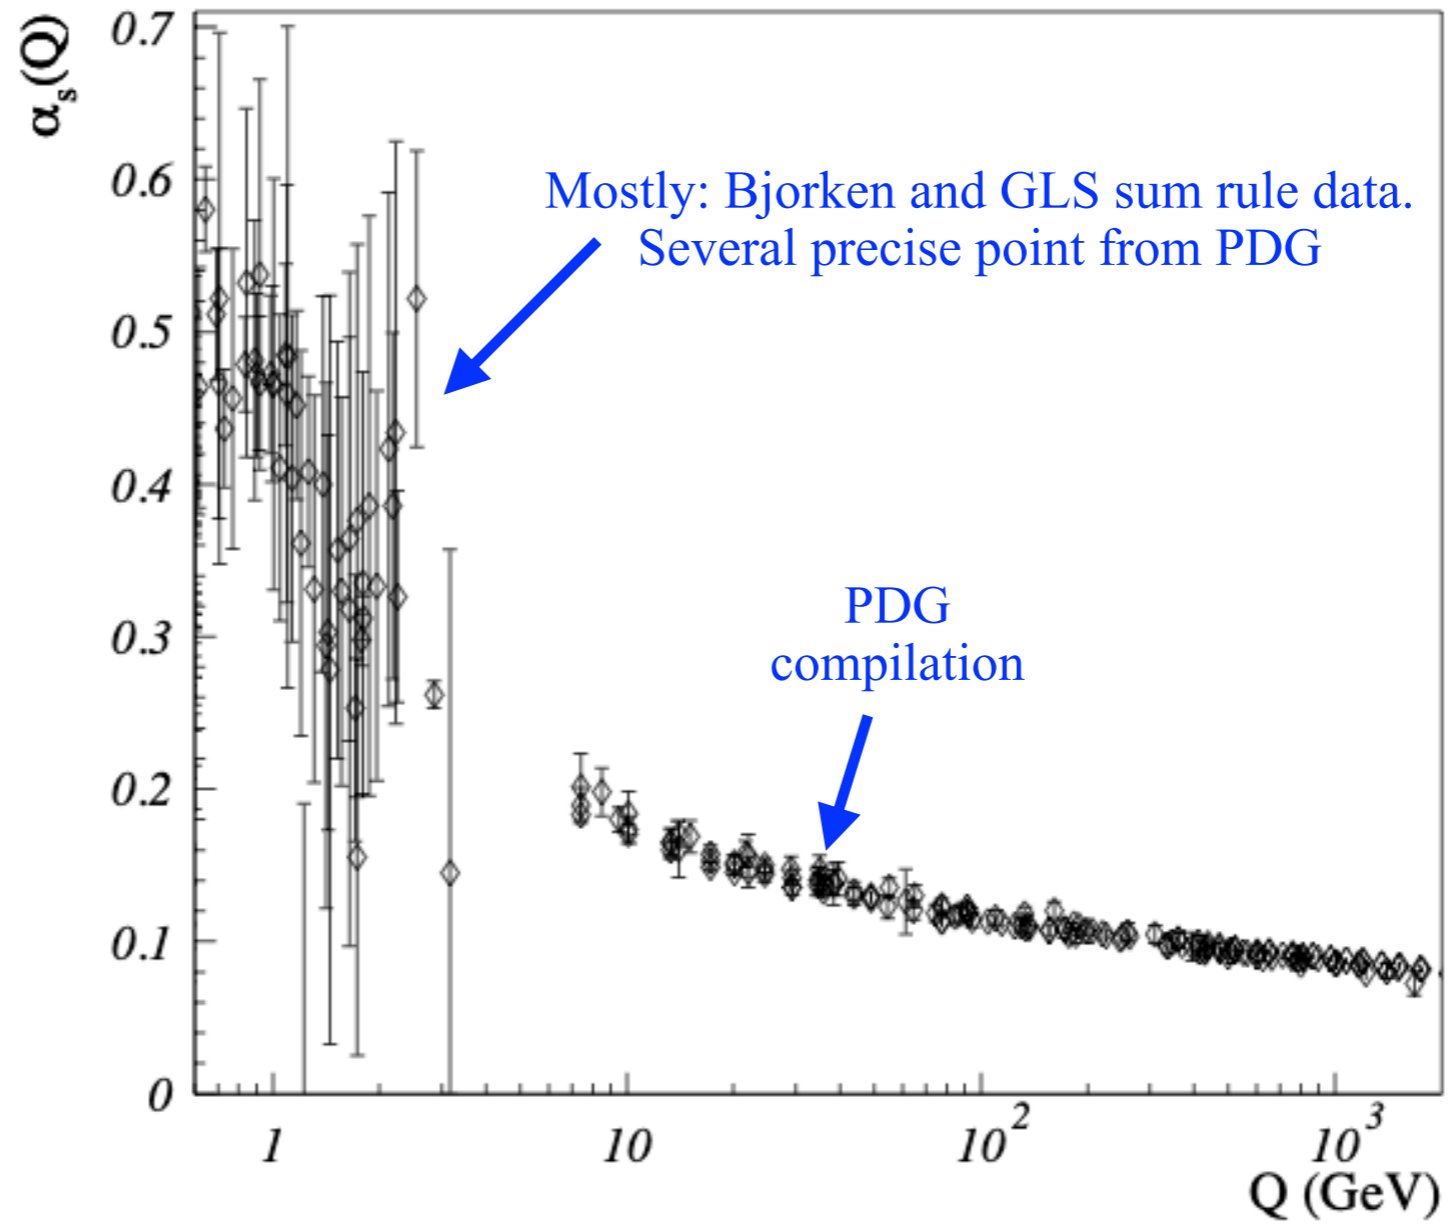 α_s(Q)
0.7
0.6
0.5
0.4
0.3
0.2
0.1
0
Mostly: Bjorken and GLS sum rule data.
Several precise point from PDG
PDG
compilation
1 10 10² 10³
Q (GeV)